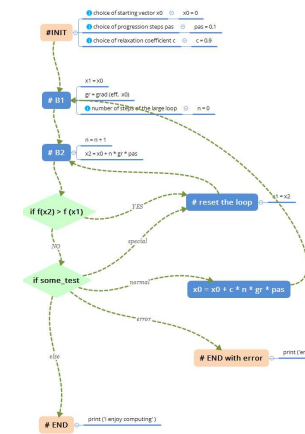 choice of starting vector x0
x0 = 0
#INIT
choice of progression steps pas
pas = 0.1
choice of relaxation coefficient c
c = 0.9
x1 = x0
gr = grad (eff. x0)
# B1
number of steps of the large loop
n = 0
n = n + 1
# B2
x2 = x0 + n * gr * pas
if f(x2) > f (x1)
YES
# reset the loop
x1 = x2
NO
special
if some_test
normal
x0 = x0 + c * n * gr * pas
error
# END with error
print ('er
else
# END
print ('I enjoy computing' )